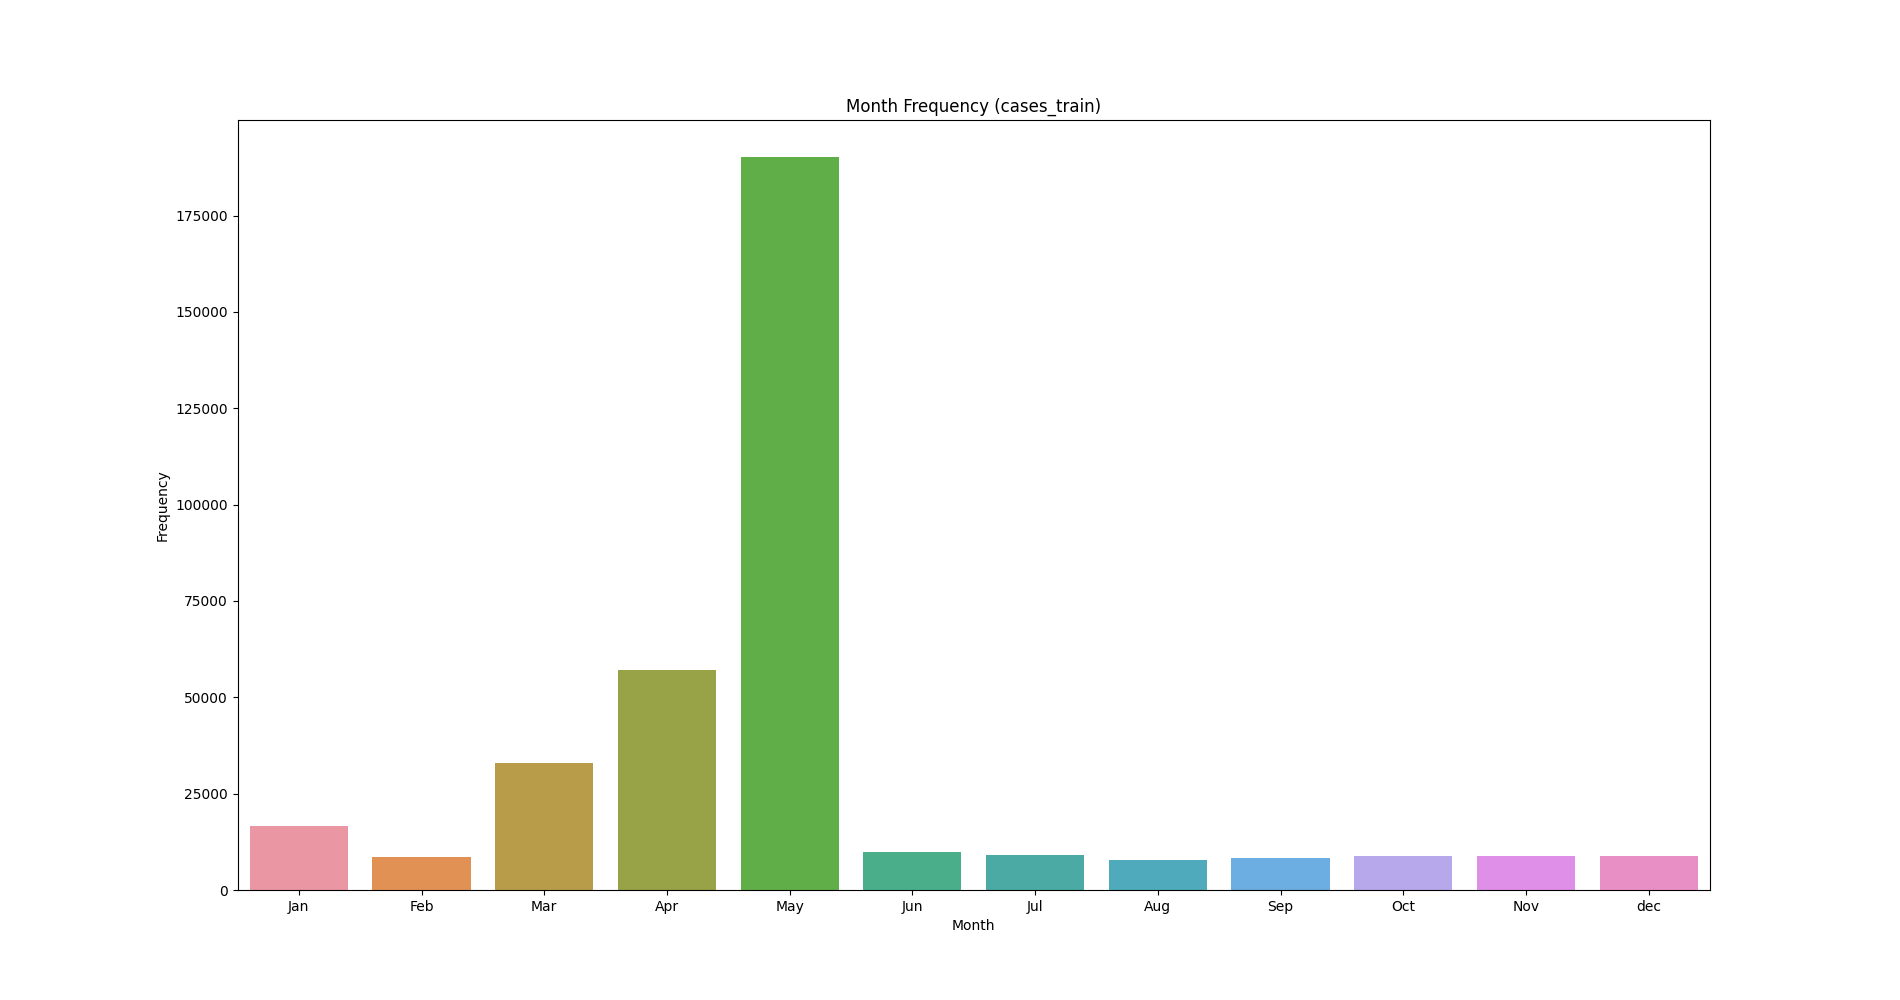 Month Frequency (cases_train)
175000
150000
125000
100000
75000
50000
25000
0
Frequency
Jan Feb Mar Apr May Jun Jul Aug Sep Oct Nov dec
Month